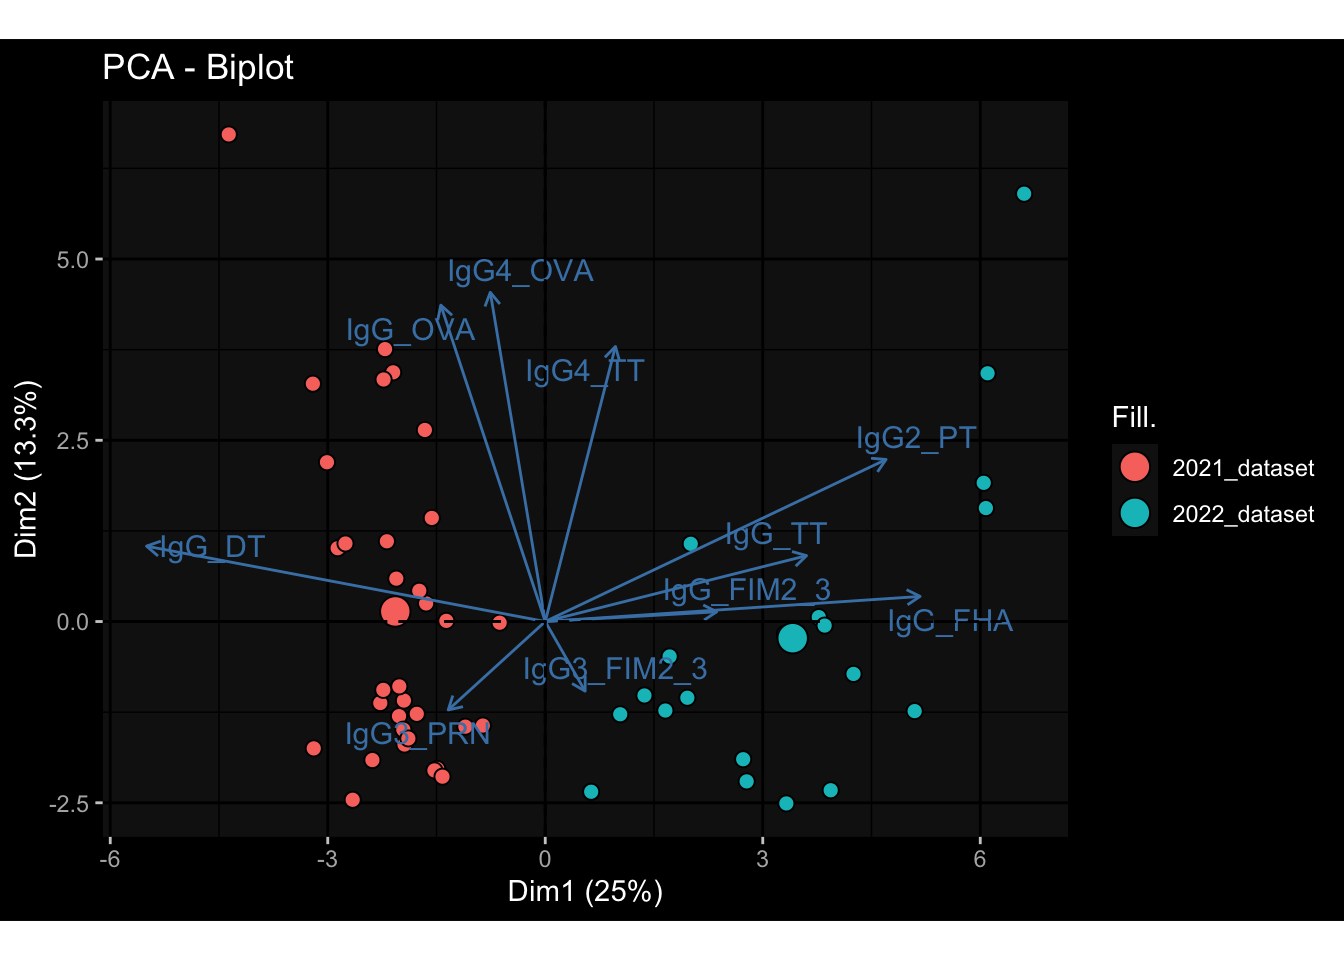 PCA - Biplot
IgG4_OVA
IgG_OVA
IgG4_TT
IgG2_PT
IgG_TT
IgG_DT
IgG_FIM2_3
IgG_FHA
IgG3_FIM2_3
IgG3_PRN
5.0
2.5
0.0
-2.5
-6
-3
0
3
6
Dim1 (25%)
Dim2 (13.3%)
Fill.
2021_dataset
2022_dataset